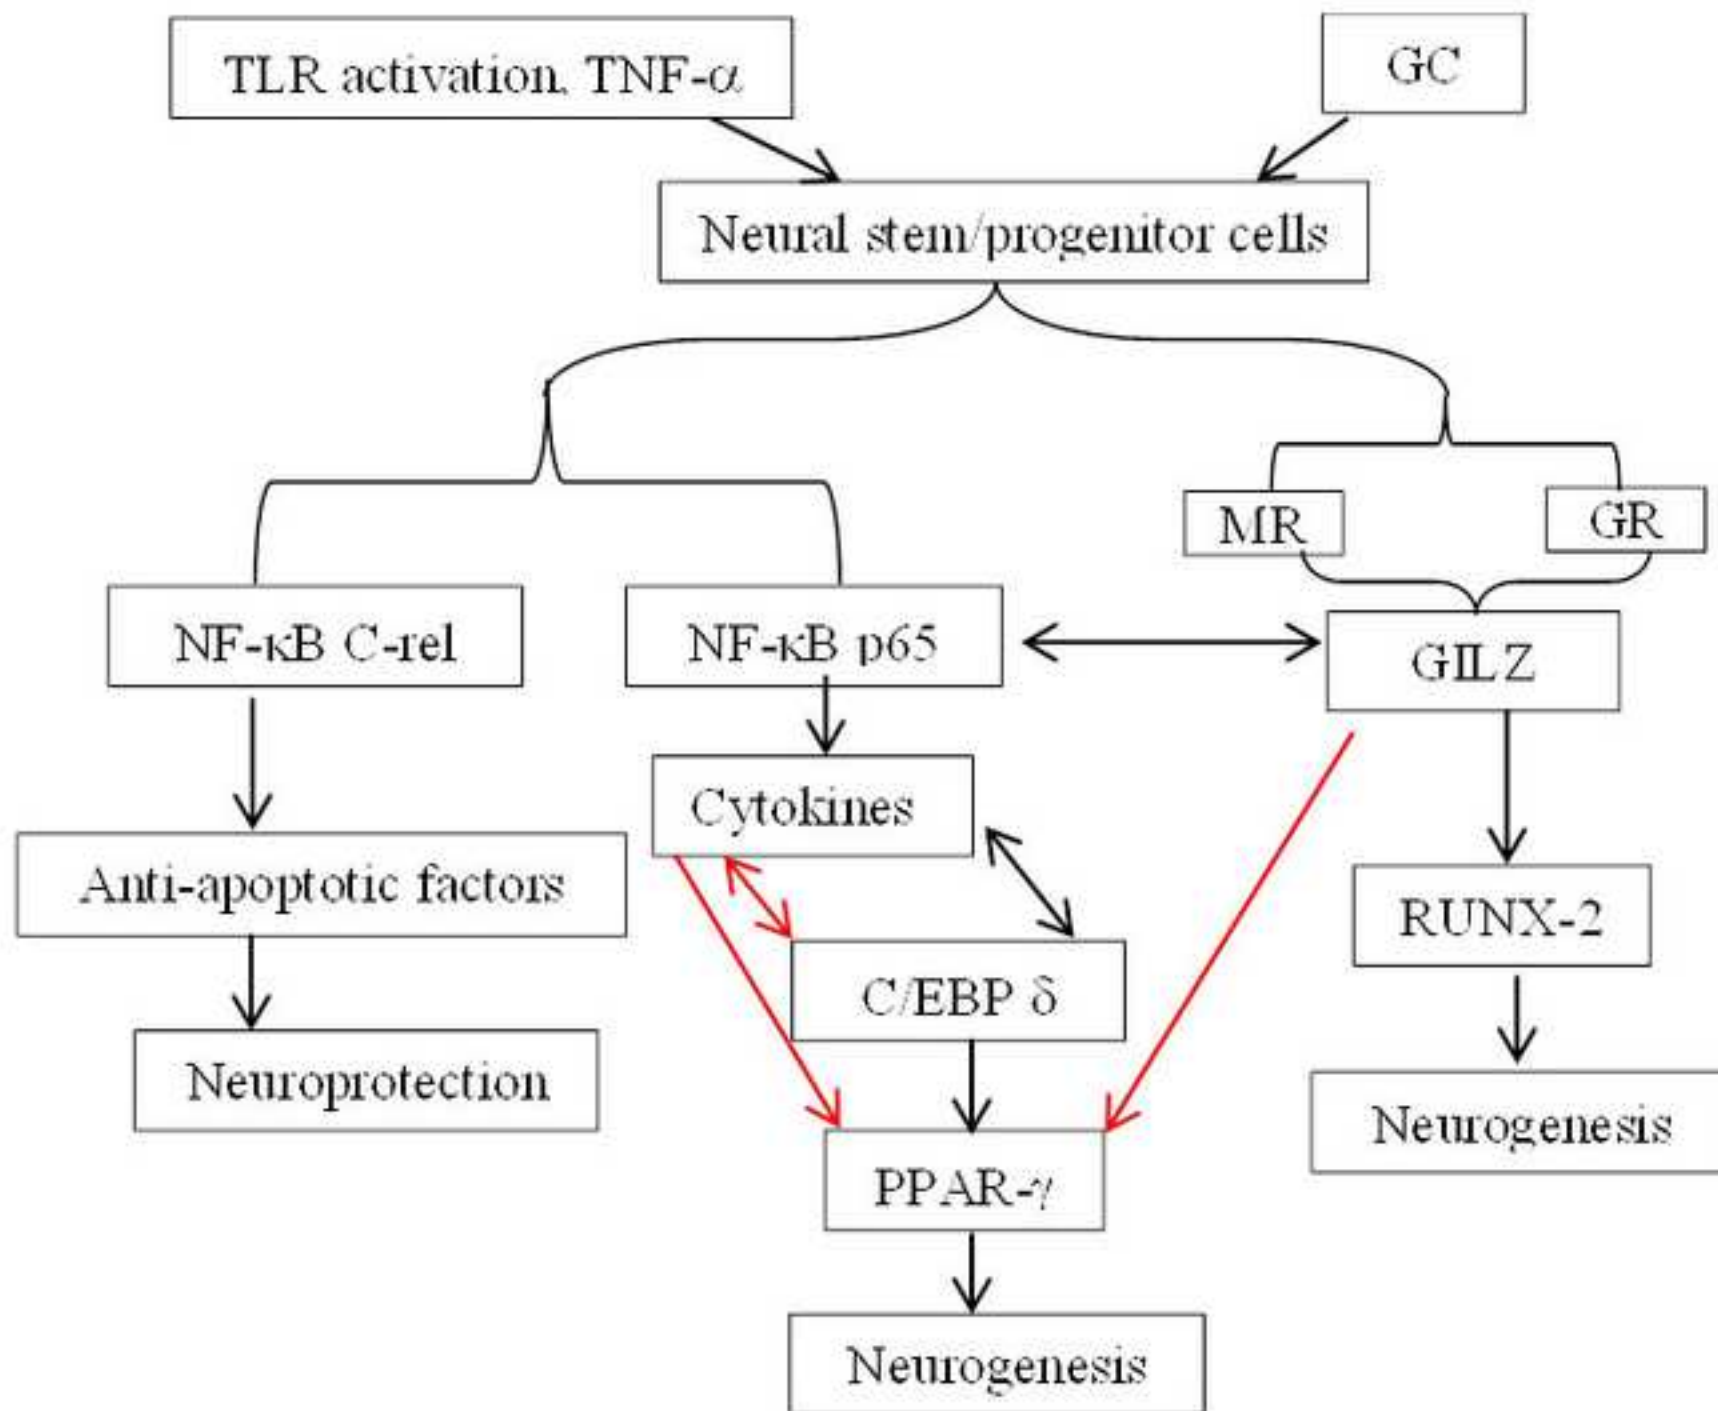 TLR activation, TNF-α
GC
Neural stem/progenitor cells
MR
GR
NF-κB C-rel
NF-κB p65
GILZ
Cytokines
Anti-apoptotic factors
RUNX-2
C/EBP δ
Neuroprotection
Neurogenesis
PPAR-γ
Neurogenesis